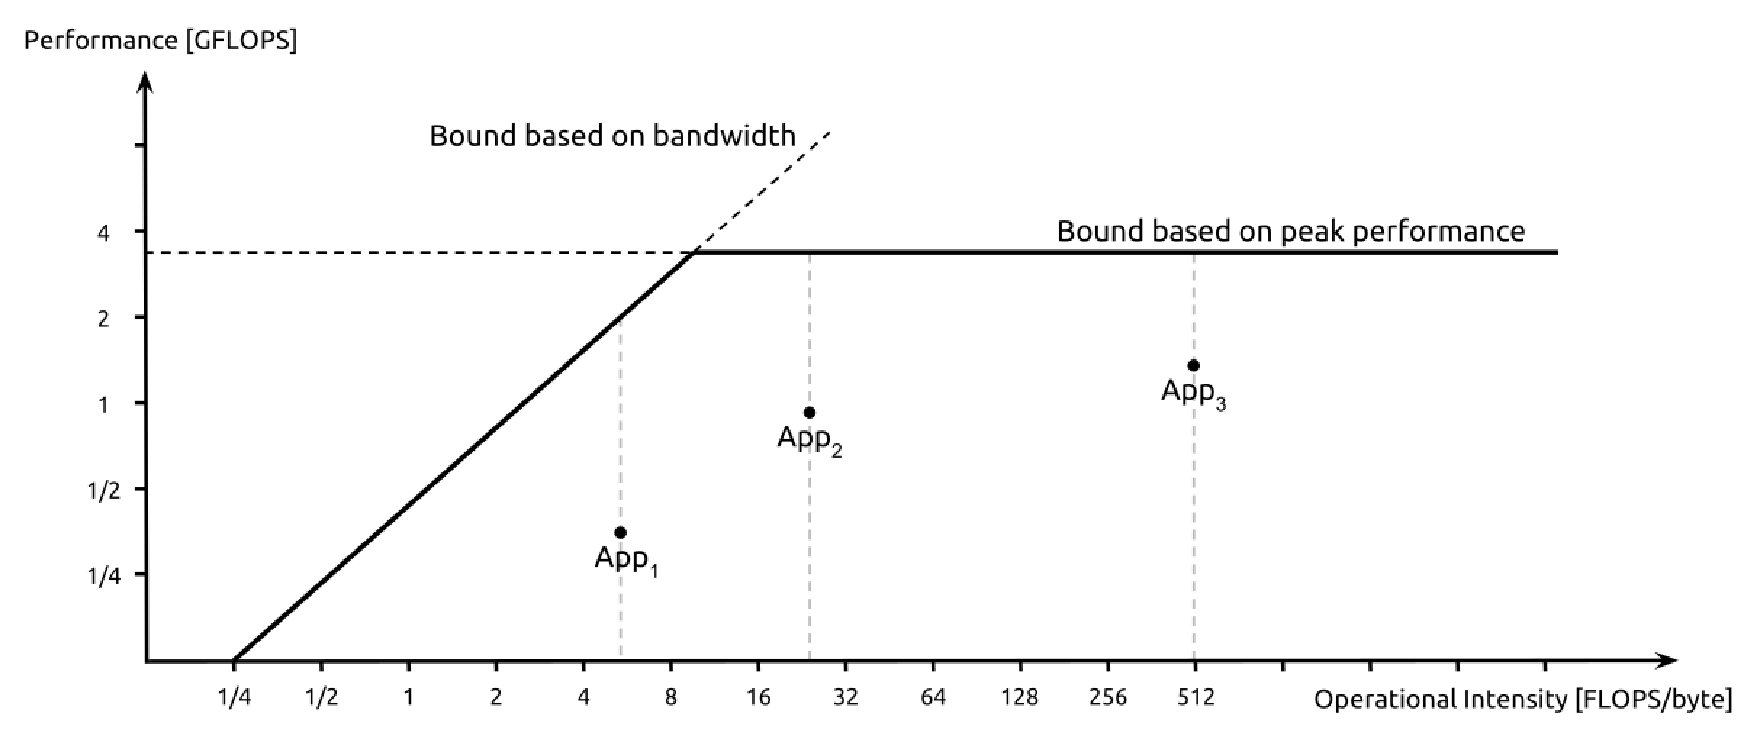 Performance [GFLOPS]
Bound based on bandwidth
4
Bound based on peak performance
2
1
App3
App2
1/2
App1
1/4
1/4 1/2 1 2 4 8 16 32 64 128 256 512 Operational Intensity [FLOPS/byte]